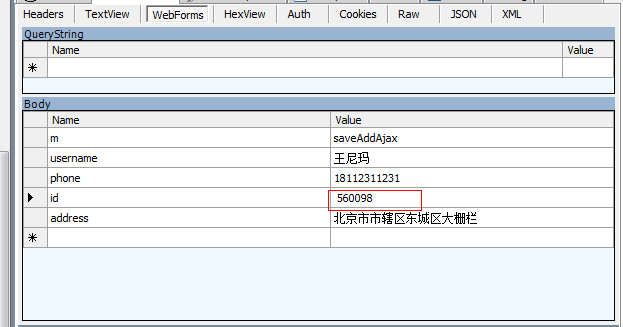 Headers TextView WebForms HexView Auth Cookies Raw JSON XML
QueryString
Name Value
Body
Name Value
m saveAddAjax
username 王尼玛
phone 18112311231
id 560098
address 北京市市辖区东城区大栅栏